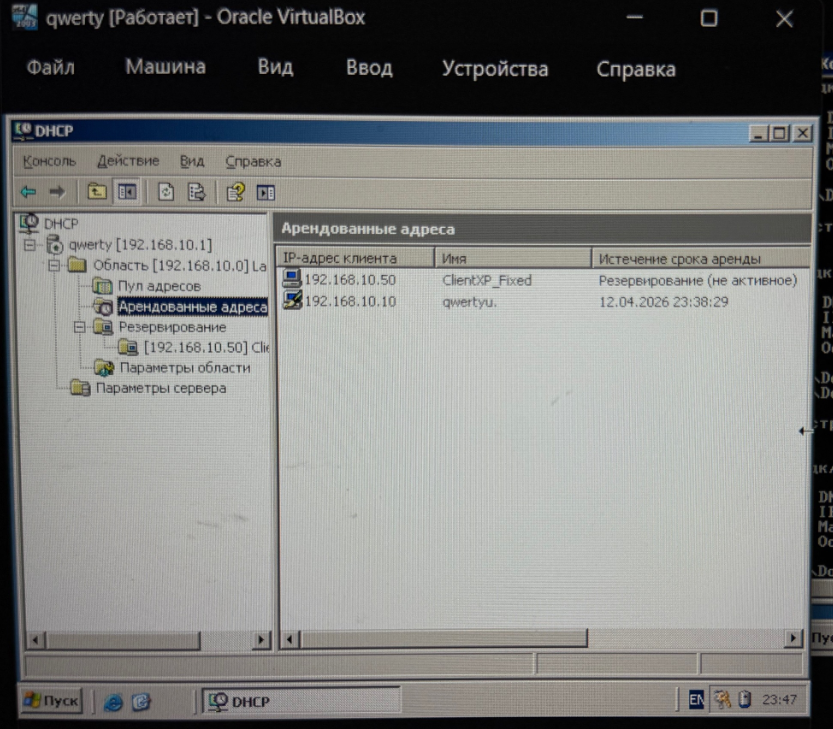 qwerty [Работает] - Oracle VirtualBox
Файл Машина Вид Ввод Устройства Справка
DHCP
Консоль Действие Вид Справка
DHCP
qwerty [192.168.10.1]
Область [192.168.10.0] La
Пул адресов
Арендованные адреса
Резервирование
[192.168.10.50] Clie
Параметры области
Параметры сервера
Арендованные адреса
IP-адрес клиента Имя Истечение срока аренды
192.168.10.50 ClientXP_Fixed Резервирование (не активное)
192.168.10.10 qwertyu. 12.04.2026 23:38:29
Пуск DHCP EN 23:47